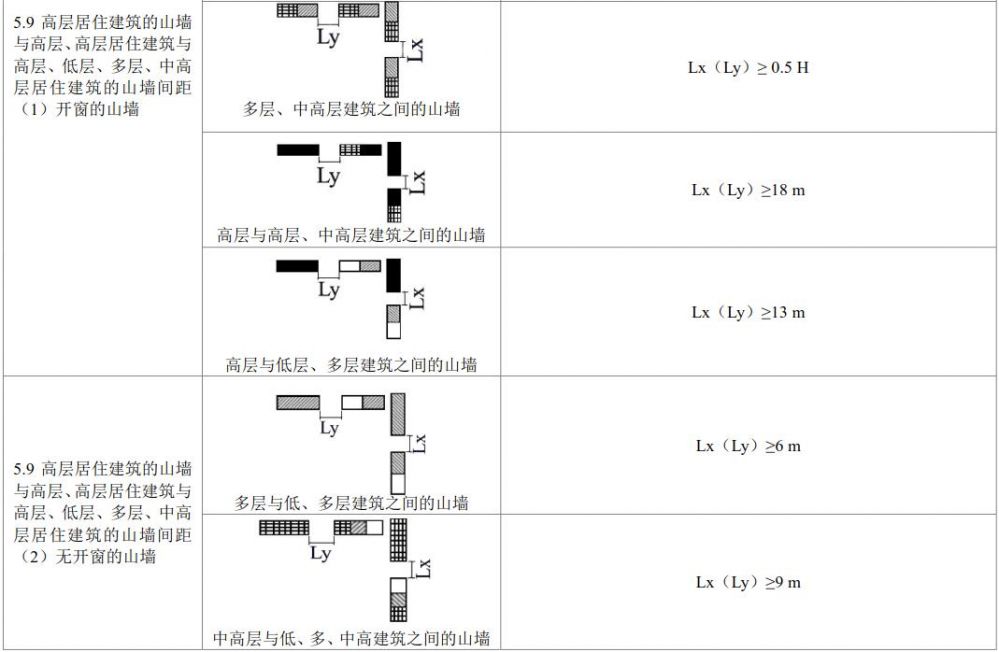 5.9 高层居住建筑的山墙
与高层、高层居住建筑与
高层、低层、多层、中高
层居住建筑的山墙间距
（1）开窗的山墙
Ly
Lx
多层、中高层建筑之间的山墙
Lx（Ly）≥ 0.5 H
Ly
Lx
高层与高层、中高层建筑之间的山墙
Lx（Ly）≥18 m
Ly
Lx
高层与低层、多层建筑之间的山墙
Lx（Ly）≥13 m
5.9 高层居住建筑的山墙
与高层、高层居住建筑与
高层、低层、多层、中高
层居住建筑的山墙间距
（2）无开窗的山墙
Ly
Lx
多层与低、多层建筑之间的山墙
Lx（Ly）≥6 m
Ly
Lx
中高层与低、多、中高建筑之间的山墙
Lx（Ly）≥9 m